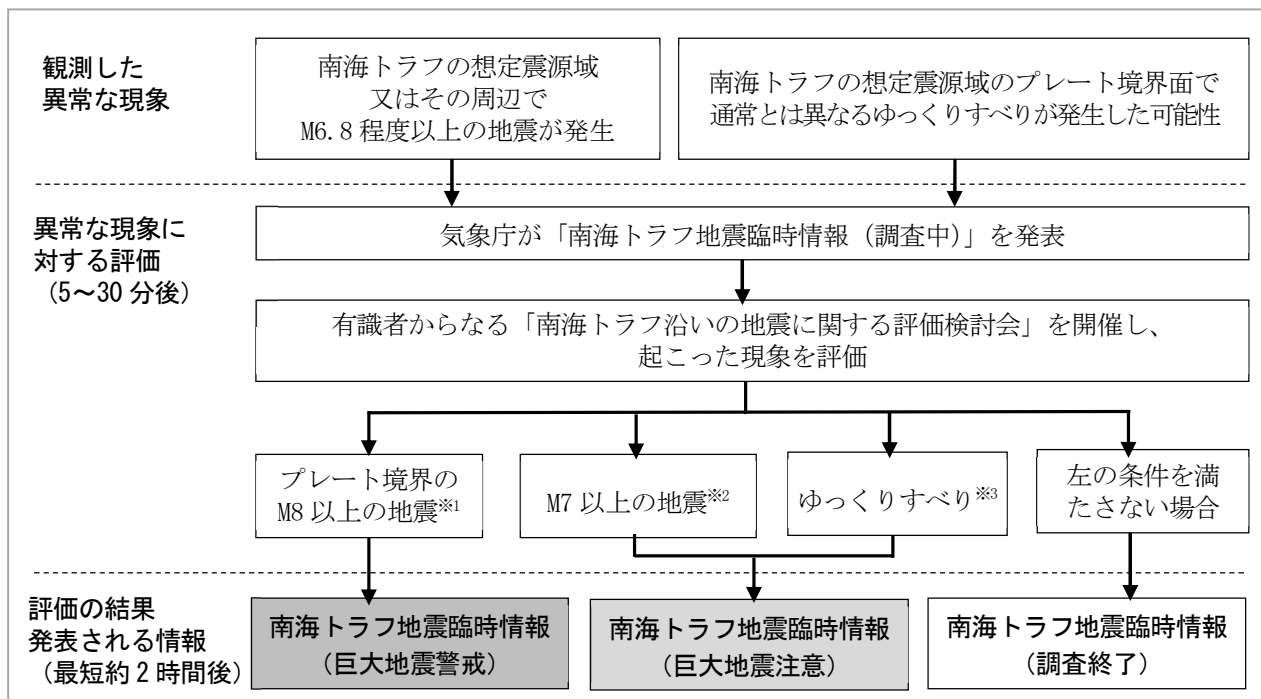 観測した
異常な現象
南海トラフの想定震源域
又はその周辺で
M6.8 程度以上の地震が発生
南海トラフの想定震源域のプレート境界面で
通常とは異なるゆっくりすべりが発生した可能性
異常な現象に
対する評価
(5～30 分後)
気象庁が「南海トラフ地震臨時情報（調査中）」を発表
有識者からなる「南海トラフ沿いの地震に関する評価検討会」を開催し、
起こった現象を評価
プレート境界の
M8 以上の地震※1
M7 以上の地震※2
ゆっくりすべり※3
左の条件を満
たさない場合
評価の結果
発表される情報
(最短約 2 時間後)
南海トラフ地震臨時情報
(巨大地震警戒)
南海トラフ地震臨時情報
(巨大地震注意)
南海トラフ地震臨時情報
(調査終了)